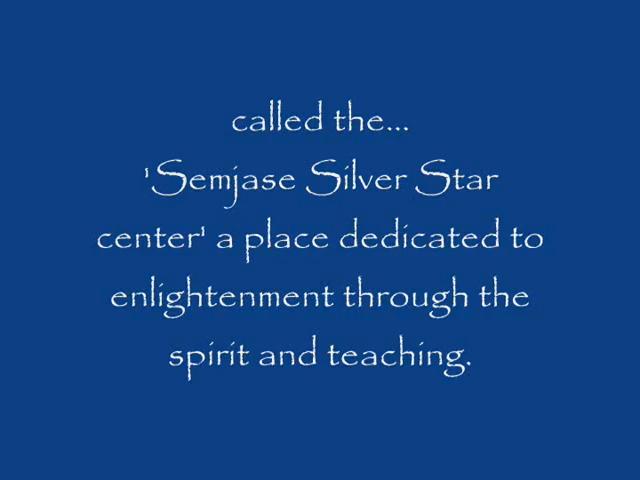 called the...
'Semjase Silver Star
center' a place dedicated to
enlightenment through the
spirit and teaching.